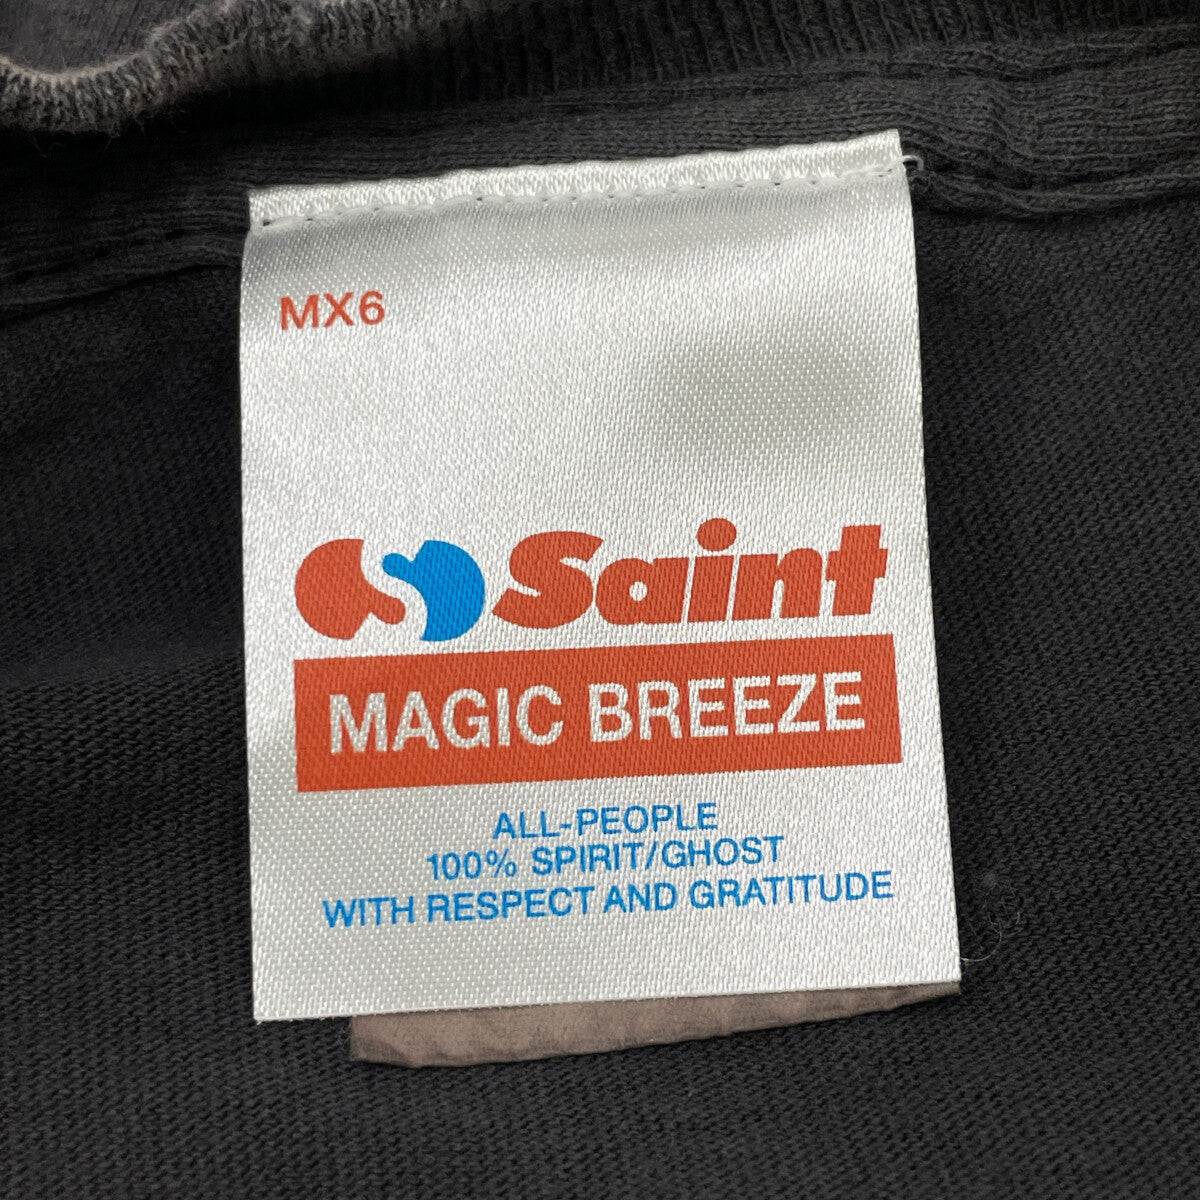 MX6
Saint
MAGIC BREEZE
ALL-PEOPLE
100% SPIRIT/GHOST
WITH RESPECT AND GRATITUDE